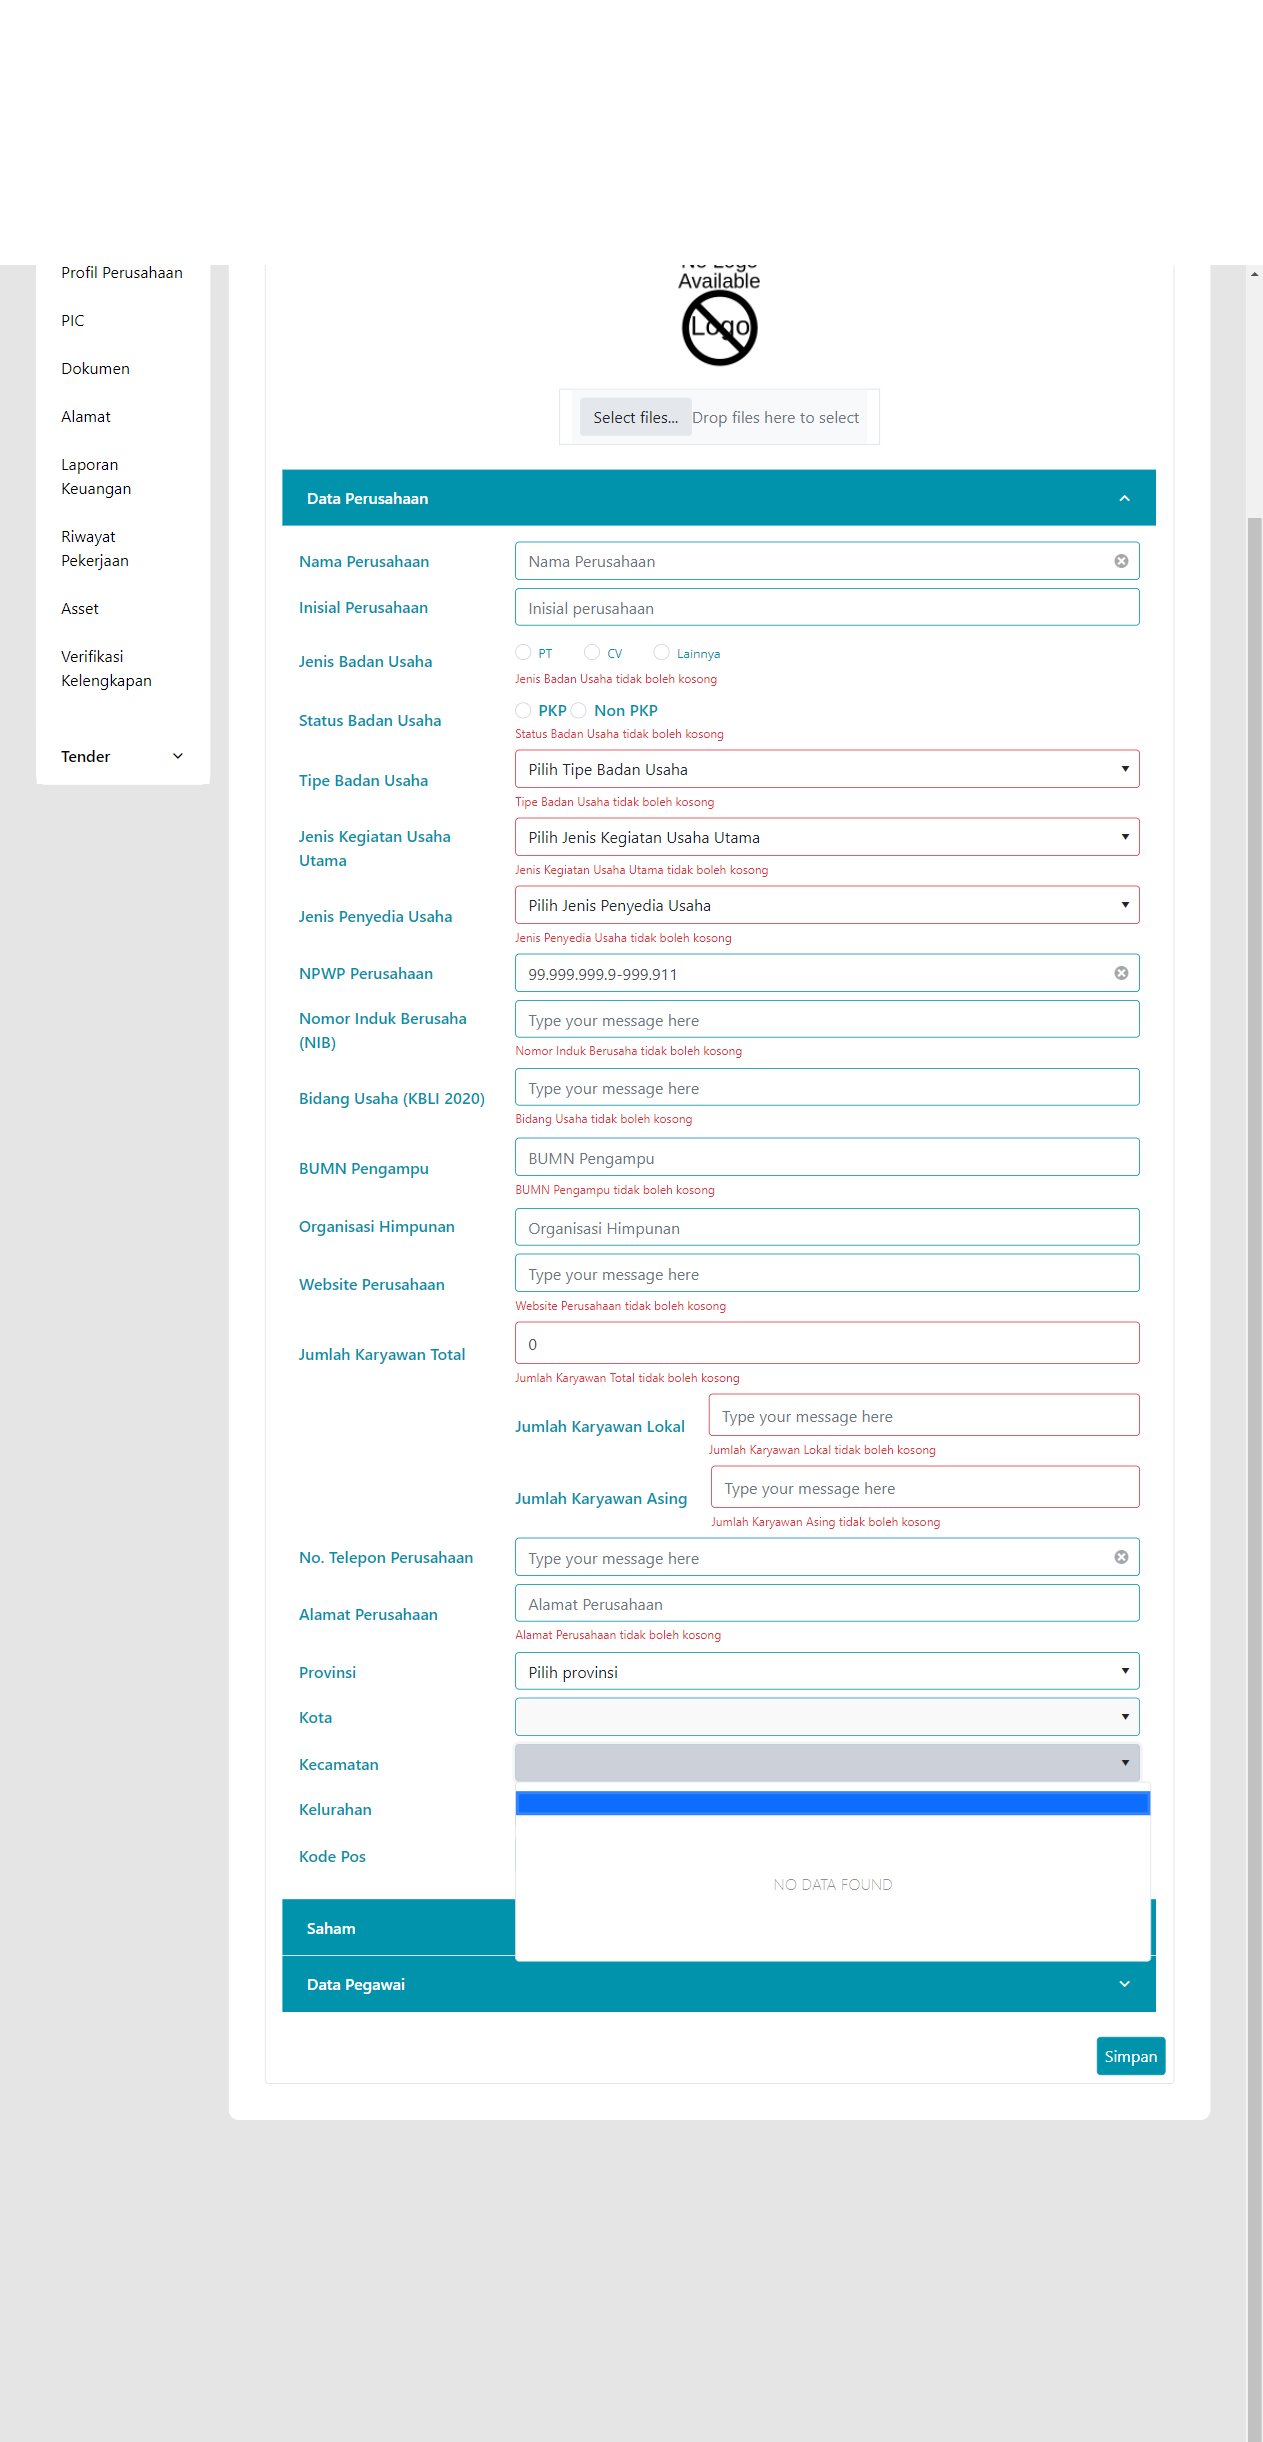 Profil Perusahaan
PIC
Dokumen
Alamat
Laporan
Keuangan
Riwayat
Pekerjaan
Asset
Verifikasi
Kelengkapan
Tender
No Logo
Available
Logo
Select files... Drop files here to select
Data Perusahaan
Nama Perusahaan Nama Perusahaan
Inisial Perusahaan Inisial perusahaan
Jenis Badan Usaha PT CV Lainnya
Jenis Badan Usaha tidak boleh kosong
Status Badan Usaha PKP Non PKP
Status Badan Usaha tidak boleh kosong
Tipe Badan Usaha Pilih Tipe Badan Usaha
Tipe Badan Usaha tidak boleh kosong
Jenis Kegiatan Usaha
Utama
Pilih Jenis Kegiatan Usaha Utama
Jenis Kegiatan Usaha Utama tidak boleh kosong
Jenis Penyedia Usaha Pilih Jenis Penyedia Usaha
Jenis Penyedia Usaha tidak boleh kosong
NPWP Perusahaan 99.999.999.9-999.911
Nomor Induk Berusaha
(NIB)
Type your message here
Nomor Induk Berusaha tidak boleh kosong
Bidang Usaha (KBLI 2020) Type your message here
Bidang Usaha tidak boleh kosong
BUMN Pengampu BUMN Pengampu
BUMN Pengampu tidak boleh kosong
Organisasi Himpunan Organisasi Himpunan
Website Perusahaan Type your message here
Website Perusahaan tidak boleh kosong
Jumlah Karyawan Total 0
Jumlah Karyawan Total tidak boleh kosong
Jumlah Karyawan Lokal Type your message here
Jumlah Karyawan Lokal tidak boleh kosong
Jumlah Karyawan Asing Type your message here
Jumlah Karyawan Asing tidak boleh kosong
No. Telepon Perusahaan Type your message here
Alamat Perusahaan Alamat Perusahaan
Alamat Perusahaan tidak boleh kosong
Provinsi Pilih provinsi
Kota
Kecamatan
Kelurahan
Kode Pos
NO DATA FOUND
Saham
Data Pegawai
Simpan